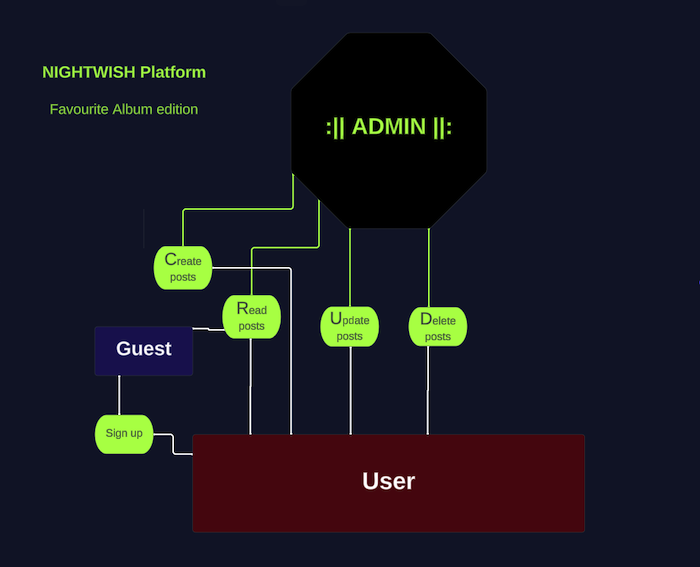 NIGHTWISH Platform
Favourite Album edition
:|| ADMIN ||:
Create
posts
Read
posts
Update
posts
Delete
posts
Guest
Sign up
User